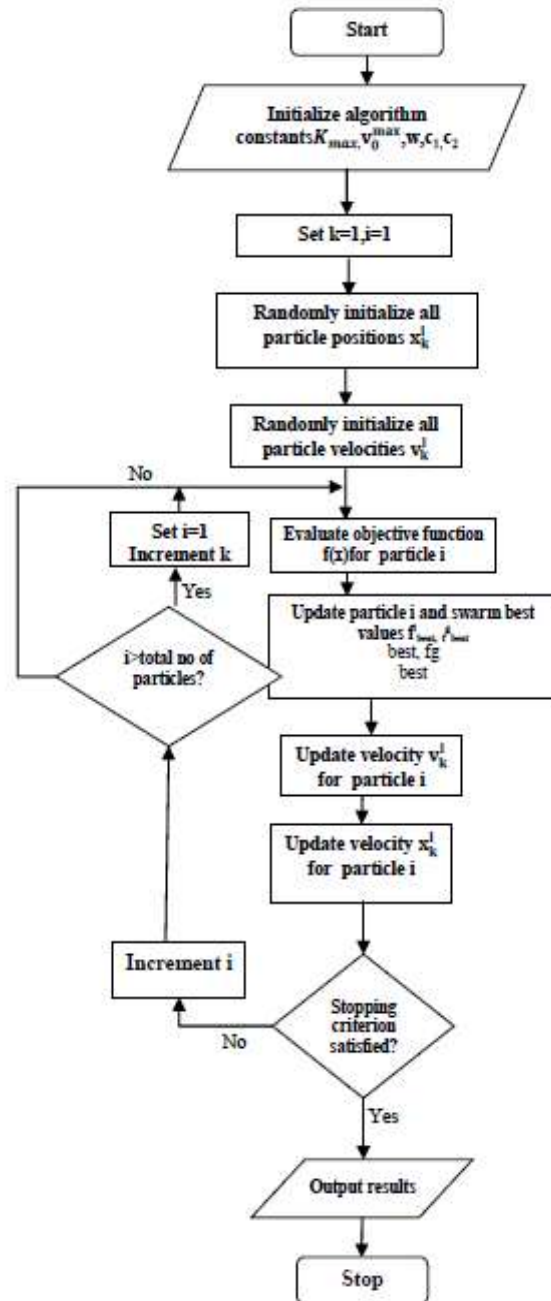 Start
Initialize algorithm
constants K_max, v_0^max, w, c_1, c_2
Set k=1, i=1
Randomly initialize all
particle positions x_k^i
Randomly initialize all
particle velocities v_k^i
No
Set i=1
Increment k
Yes
Evaluate objective function
f(x)for particle i
Update particle i and swarm best
values
best, fg
best
i>total no of
particles?
Update velocity v_k^i
for particle i
Update velocity x_k^i
for particle i
Increment i
Stopping
criterion
satisfied?
No
Yes
Output results
Stop